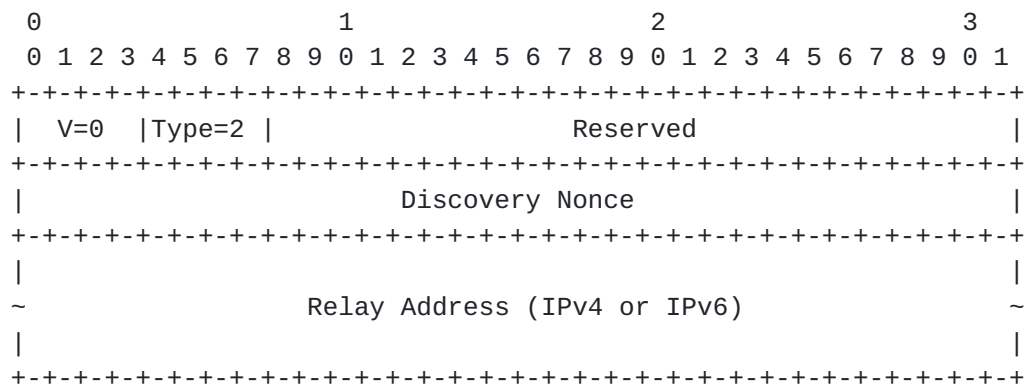 0                   1                   2                   3
 0 1 2 3 4 5 6 7 8 9 0 1 2 3 4 5 6 7 8 9 0 1 2 3 4 5 6 7 8 9 0 1
+-+-+-+-+-+-+-+-+-+-+-+-+-+-+-+-+-+-+-+-+-+-+-+-+-+-+-+-+-+-+-+-+
|  V=0  |Type=2 |                   Reserved                    |
+-+-+-+-+-+-+-+-+-+-+-+-+-+-+-+-+-+-+-+-+-+-+-+-+-+-+-+-+-+-+-+-+
|                        Discovery Nonce                        |
+-+-+-+-+-+-+-+-+-+-+-+-+-+-+-+-+-+-+-+-+-+-+-+-+-+-+-+-+-+-+-+-+
|                                                               |
~                  Relay Address (IPv4 or IPv6)                 ~
|                                                               |
+-+-+-+-+-+-+-+-+-+-+-+-+-+-+-+-+-+-+-+-+-+-+-+-+-+-+-+-+-+-+-+-+